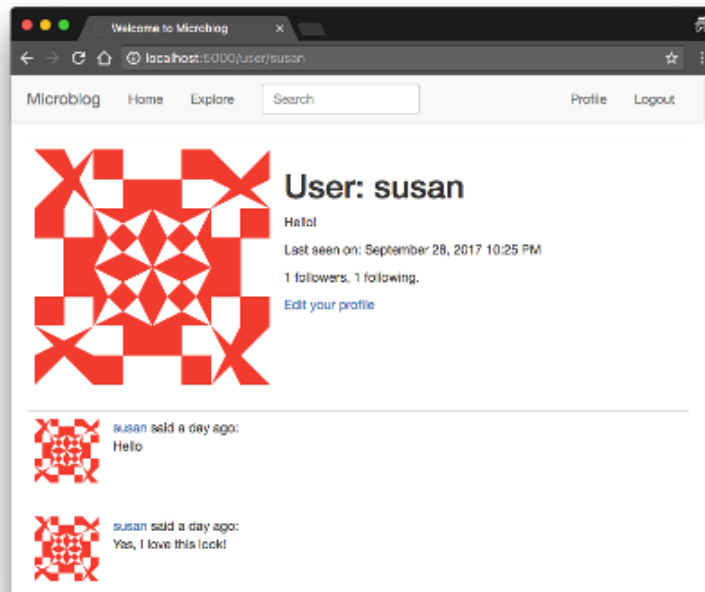 Welcome to Microblog
localhost:5000/user/susan
Microblog Home Explore Search Profile Logout
User: susan
Hello!
Last seen on: September 28, 2017 10:25 PM
1 followers, 1 following.
Edit your profile
susan said a day ago:
Hello
susan said a day ago:
Yes, I love this look!